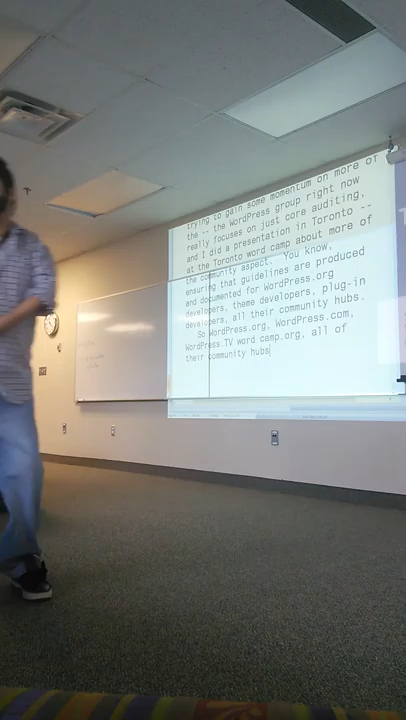 trying to gain some momentum on more of
the -- the WordPress group right now
really focuses on just core auditing,
and I did a presentation in Toronto --
at the Toronto word camp about more of
the community aspect. You know,
ensuring that guidelines are produced
and documented for WordPress.org
developers, theme developers, plug-in
developers, all their community hubs.
So WordPress.org, WordPress.com,
WordPress.TV word camp.org, all of
their community hubs